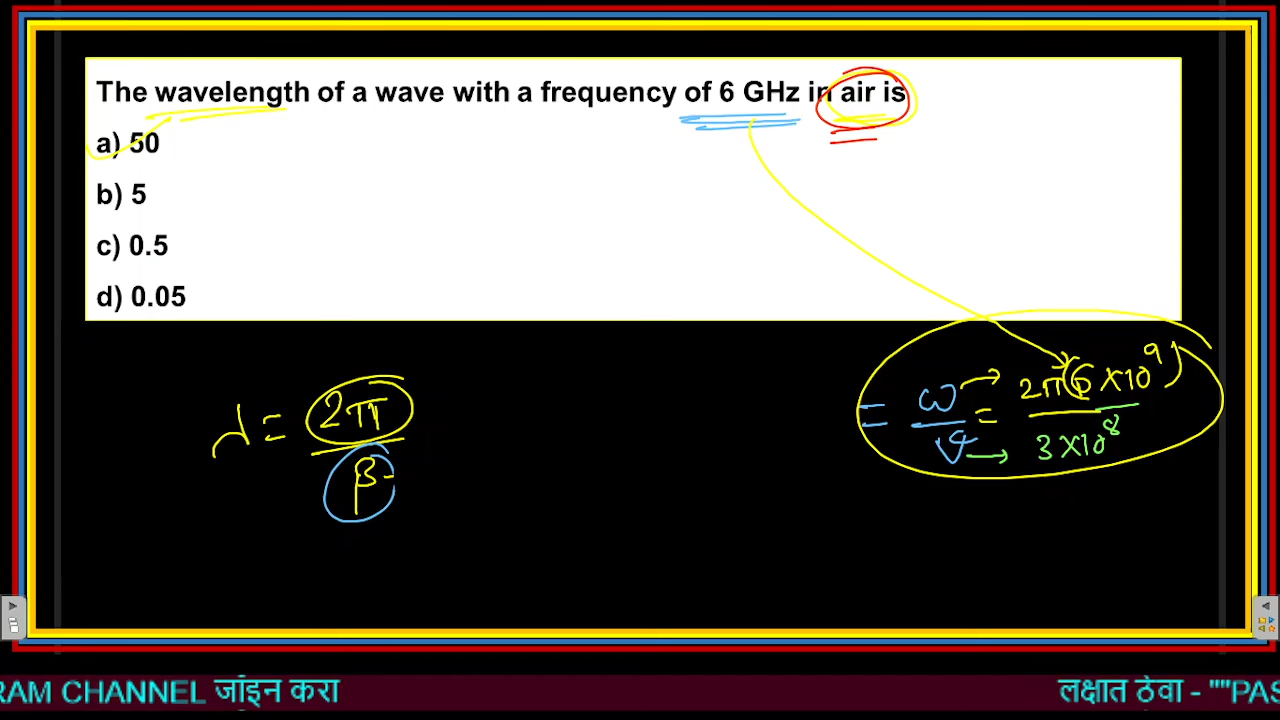 The wavelength of a wave with a frequency of 6 GHz in air is
a) 50
b) 5
c) 0.5
d) 0.05
λ = 2π / β
= ω / v = 2π(6 × 10⁹) / 3 × 10⁸
RAM CHANNEL जॉइन करा
लक्षात ठेवा - ""PAS